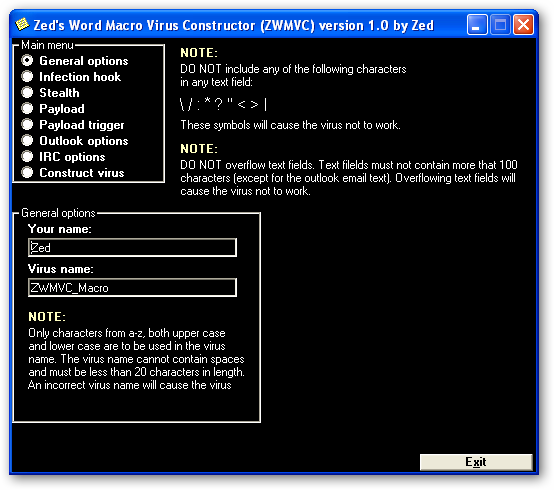 Zed's Word Macro Virus Constructor (ZWMVC) version 1.0 by Zed
Main menu
General options
Infection hook
Stealth
Payload
Payload trigger
Outlook options
IRC options
Construct virus
NOTE:
DO NOT include any of the following characters
in any text field:
\ / : * ? " < > |
These symbols will cause the virus not to work.
NOTE:
DO NOT overflow text fields. Text filelds must not contain more that 100
characters (except for the outlook email text). Overflowing text fields will
cause the virus not to work.
General options
Your name:
Zed
Virus name:
ZWMVC_Macro
NOTE:
Only characters from a-z, both upper case
and lower case are to be used in the virus
name. The virus name cannot contain spaces
and must be less than 20 characters in length.
An incorrect virus name will cause the virus
Exit